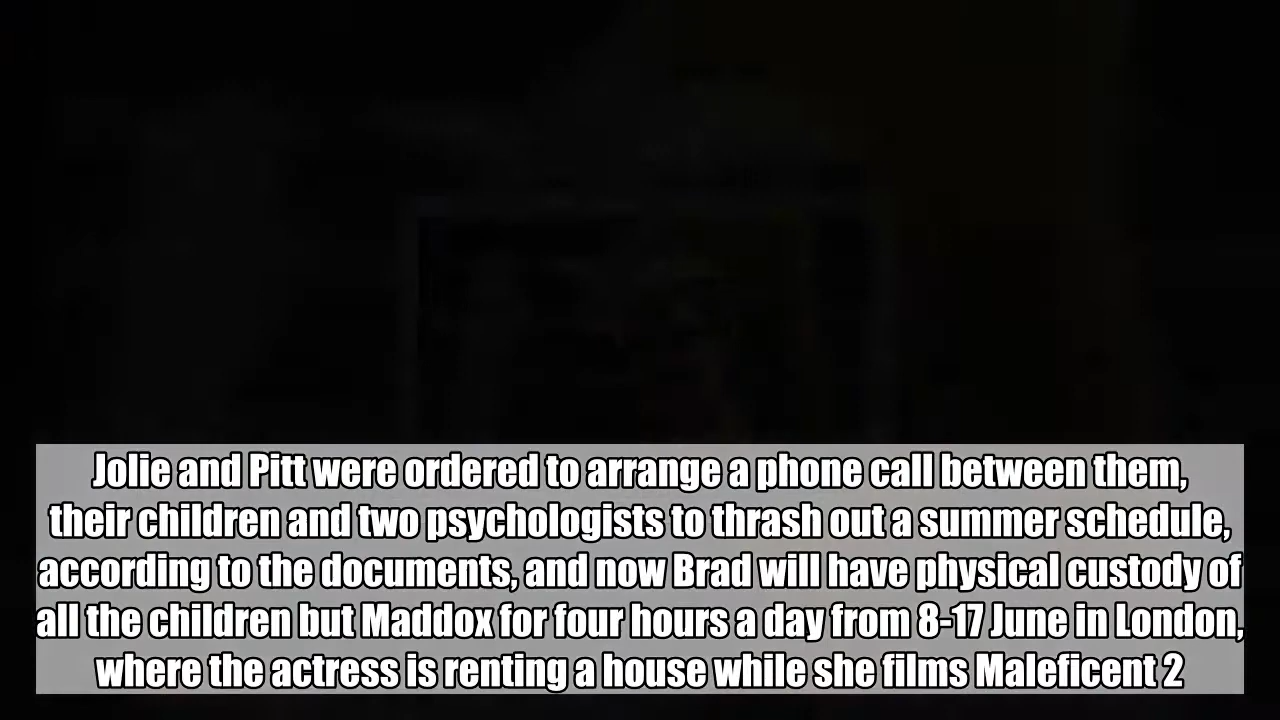 Jolie and Pitt were ordered to arrange a phone call between them,
their children and two psychologists to thrash out a summer schedule,
according to the documents, and now Brad will have physical custody of
all the children but Maddox for four hours a day from 8-17 June in London,
where the actress is renting a house while she films Maleficent 2